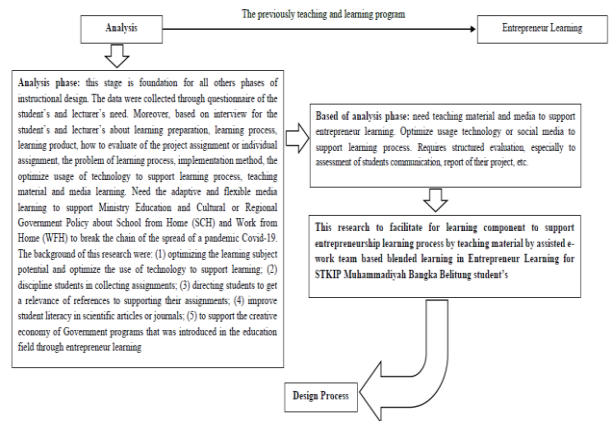 The previously teaching and learning program
Analysis
Entrepreneur Learning
Analysis phase: this stage is foundation for all others phases of
instructional design. The data were collected through questionnaire of the
student's and lecturer's need. Moreover, based on interview for the
student's and lecturer's about learning preparation, learning process,
learning product, how to evaluate of the project assignment or individual
assignment, the problem of learning process, implementation method, the
optimize usage of technology to support learning process, teaching
material and media learning. Need the adaptive and flexible media
learning to support Ministry Education and Cultural or Regional
Government Policy about School from Home (SCH) and Work from
Home (WFH) to break the chain of the spread of a pandemic Covid-19.
The background of this research were: (1) optimizing the learning subject
potential and optimize the use of technology to support learning; (2)
discipline students in collecting assignments; (3) directing students to get
a relevance of references to supporting their assignments; (4) improve
student literacy in scientific articles or journals; (5) to support the creative
economy of Government programs that was introduced in the education
field through entrepreneur learning
Based of analysis phase: need teaching material and media to support
entrepreneur learning. Optimize usage technology or social media to
support learning process. Requires structured evaluation, especially to
assessment of students communication, report of their project, etc.
This research to facilitate for learning component to support
entrepreneurship learning process by teaching material by assisted e-
work team based blended learning in Entrepreneur Learning for
STKIP Muhammadiyah Bangka Belitung student's
Design Process